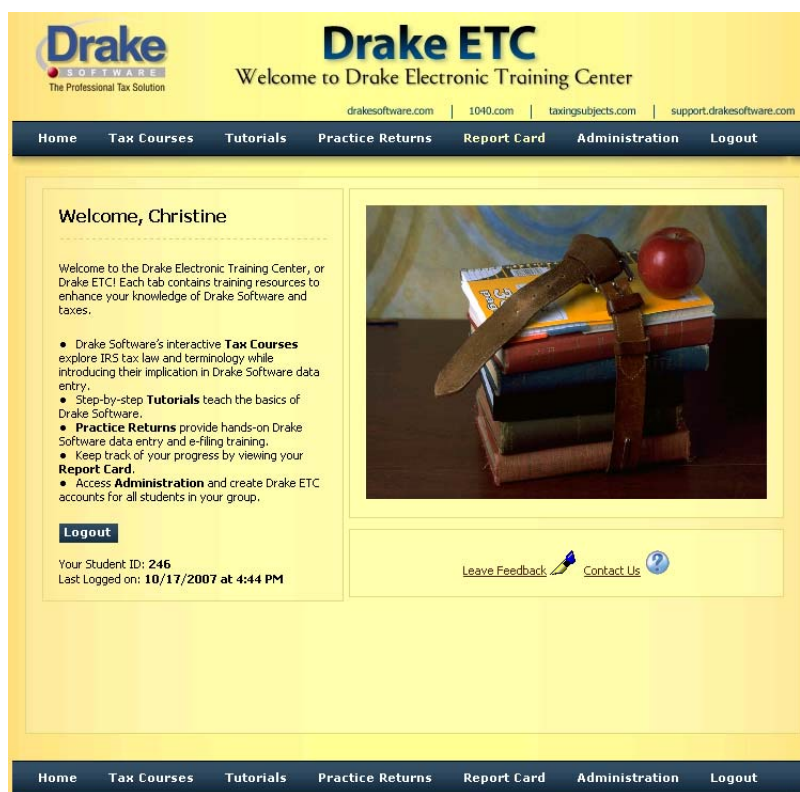 Drake
SOFTWARE
The Professional Tax Solution
Drake ETC
Welcome to Drake Electronic Training Center
drakesoftware.com | 1040.com | taxingsubjects.com | support.drakesoftware.com
Home Tax Courses Tutorials Practice Returns Report Card Administration Logout
Welcome, Christine
Welcome to the Drake Electronic Training Center, or
Drake ETC! Each tab contains training resources to
enhance your knowledge of Drake Software and
taxes.
● Drake Software's interactive Tax Courses
explore IRS tax law and terminology while
introducing their implication in Drake Software data
entry.
● Step-by-step Tutorials teach the basics of
Drake Software.
● Practice Returns provide hands-on Drake
Software data entry and e-filing training.
● Keep track of your progress by viewing your
Report Card.
● Access Administration and create Drake ETC
accounts for all students in your group.
Logout
Your Student ID: 246
Last Logged on: 10/17/2007 at 4:44 PM
Leave Feedback Contact Us
Home Tax Courses Tutorials Practice Returns Report Card Administration Logout